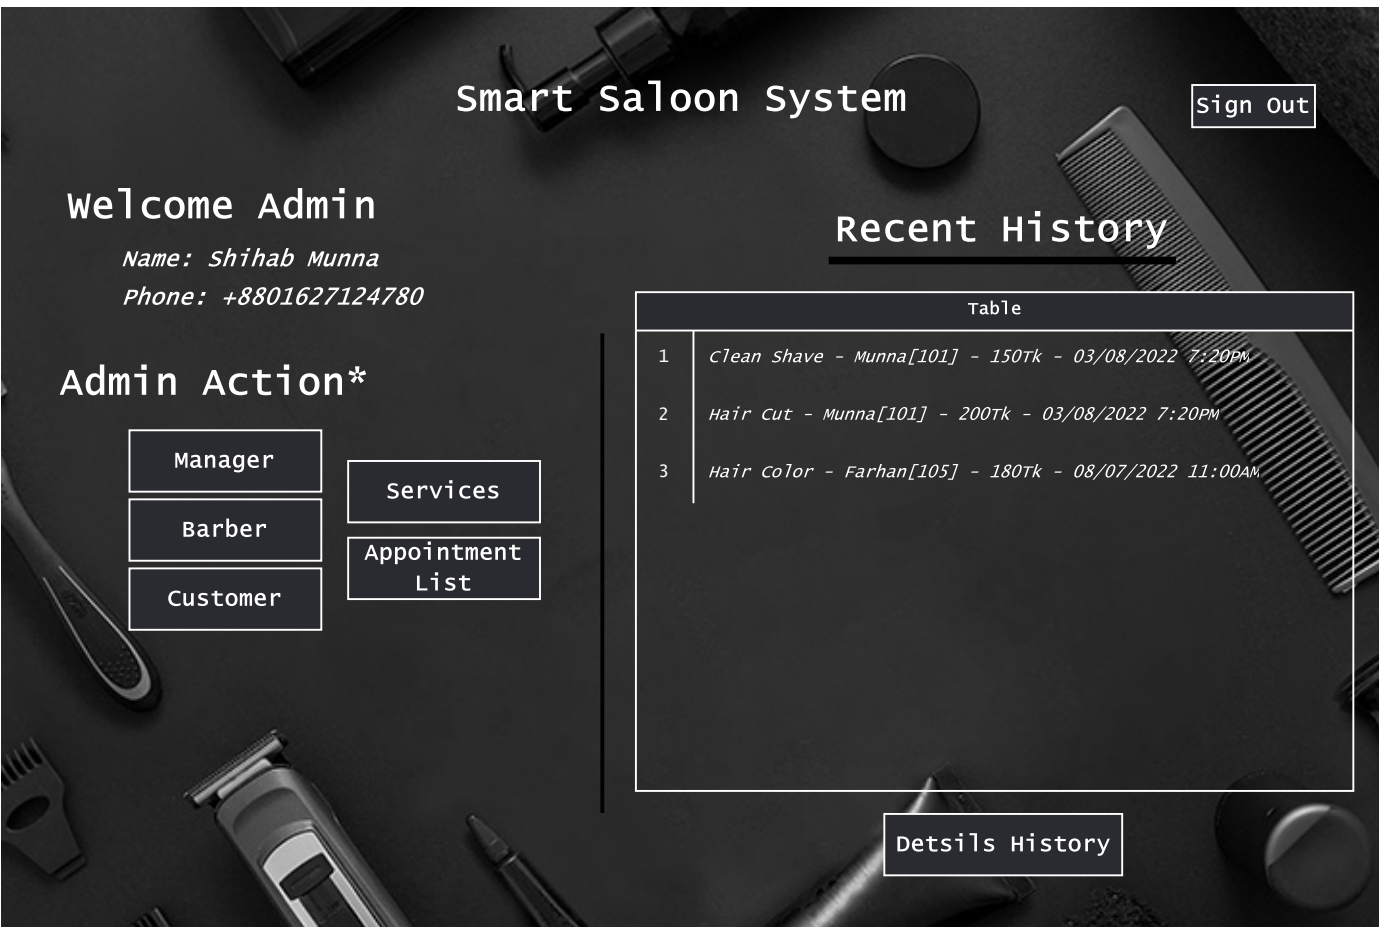 Smart Saloon System
Sign Out
Welcome Admin
Name: Shihab Munna
Phone: +8801627124780
Admin Action*
Manager
Barber
Customer
Services
Appointment
List
Recent History
Table
1 Clean Shave - Munna[101] - 150Tk - 03/08/2022 7:20PM
2 Hair Cut - Munna[101] - 200Tk - 03/08/2022 7:20PM
3 Hair Color - Farhan[105] - 180Tk - 08/07/2022 11:00AM
Detsils History